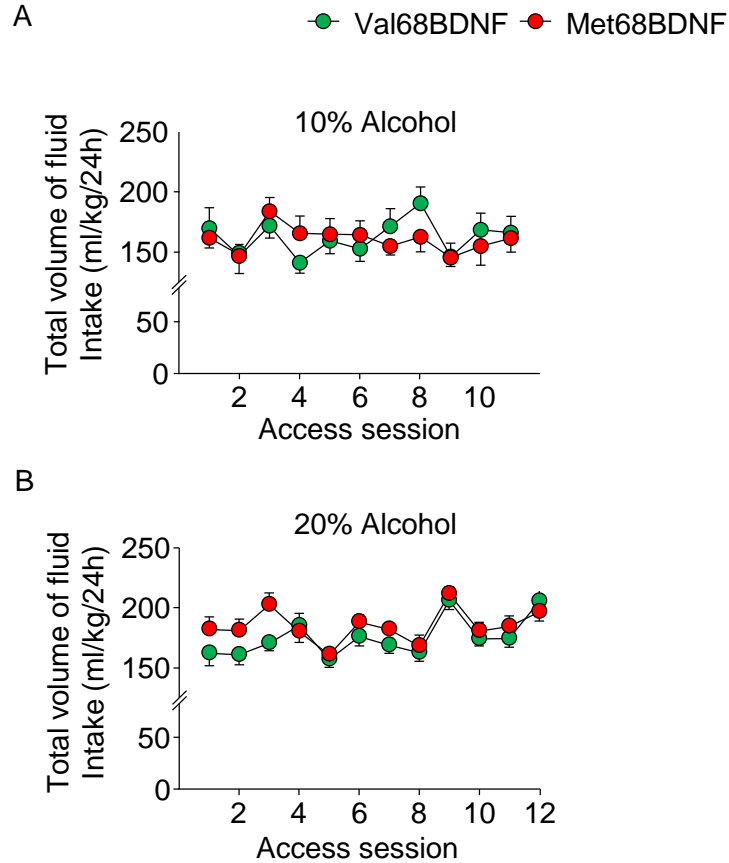 A
Val68BDNF Met68BDNF
10% Alcohol
Total volume of fluid
Intake (ml/kg/24h)
250
200
150
50
0
2 4 6 8 10
Access session
B
20% Alcohol
Total volume of fluid
Intake (ml/kg/24h)
250
200
150
50
0
2 4 6 8 10 12
Access session